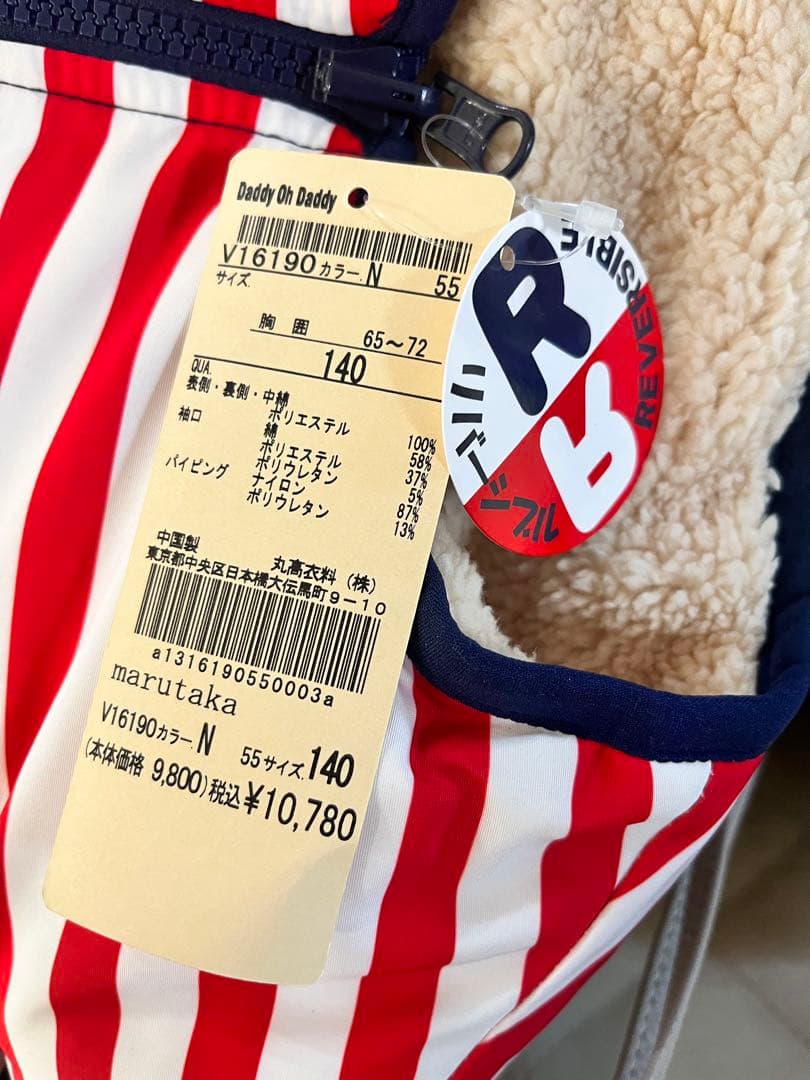 Daddy Oh Daddy
V16190 カラー. N 55
サイズ.
胸 囲 65～72
140
QUA.
表側・裏側・中綿
ポリエステル 100%
袖口 綿 58%
ポリエステル 37%
ポリウレタン 5%
パイピング ナイロン 87%
ポリウレタン 13%
中国製 丸高衣料（株）
東京都中央区日本橋大伝馬町９－１０
a1316190550003a
marutaka
V16190カラー. N 55サイズ. 140
(本体価格 9,800)税込¥10,780
R
REVERSIBLE
R
リバーシブル